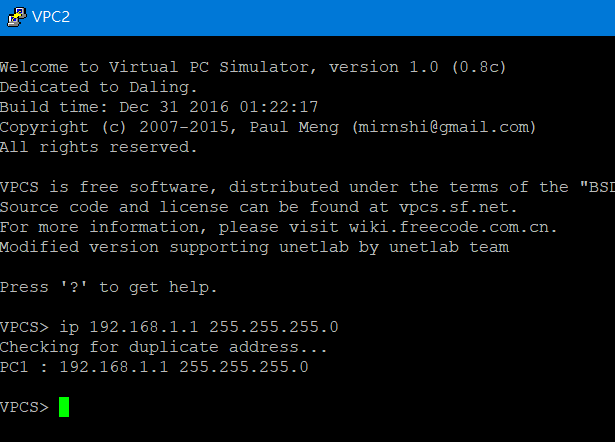 VPC2
Welcome to Virtual PC Simulator, version 1.0 (0.8c)
Dedicated to Daling.
Build time: Dec 31 2016 01:22:17
Copyright (c) 2007-2015, Paul Meng (mirnshi@gmail.com)
All rights reserved.
VPCS is free software, distributed under the terms of the "BSD
Source code and license can be found at vpcs.sf.net.
For more information, please visit wiki.freecode.com.cn.
Modified version supporting unetlab by unetlab team
Press '?' to get help.
VPCS> ip 192.168.1.1 255.255.255.0
Checking for duplicate address...
PC1 : 192.168.1.1 255.255.255.0
VPCS>